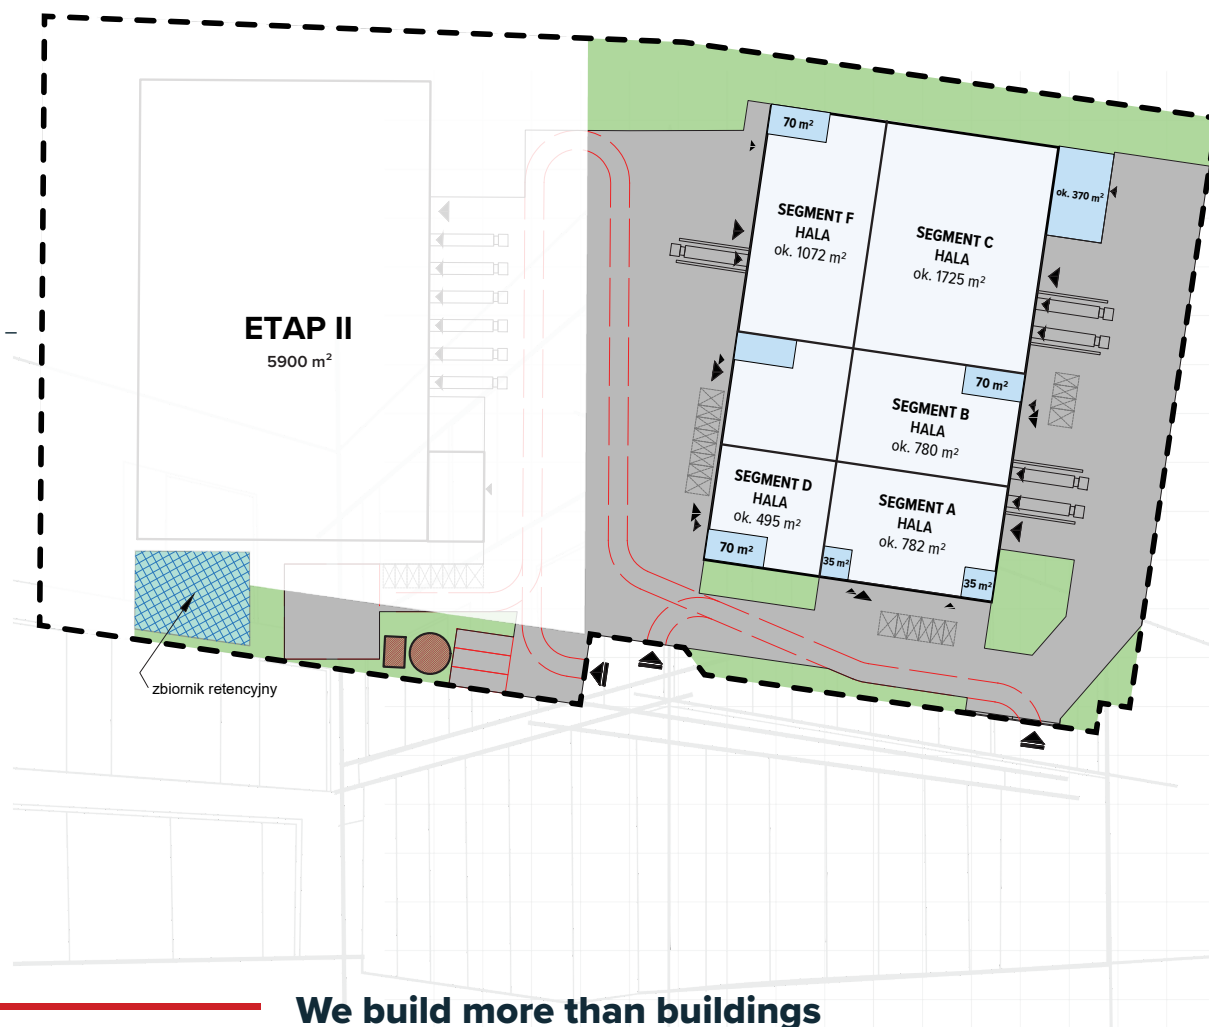 70 m²
ok. 370 m²
SEGMENT F
HALA
ok. 1072 m²
SEGMENT C
HALA
ok. 1725 m²
ETAP II
5900 m²
70 m²
SEGMENT B
HALA
ok. 780 m²
SEGMENT D
HALA
ok. 495 m²
SEGMENT A
HALA
ok. 782 m²
70 m²
35 m²
35 m²
zbiornik retencyjny
We build more than buildings